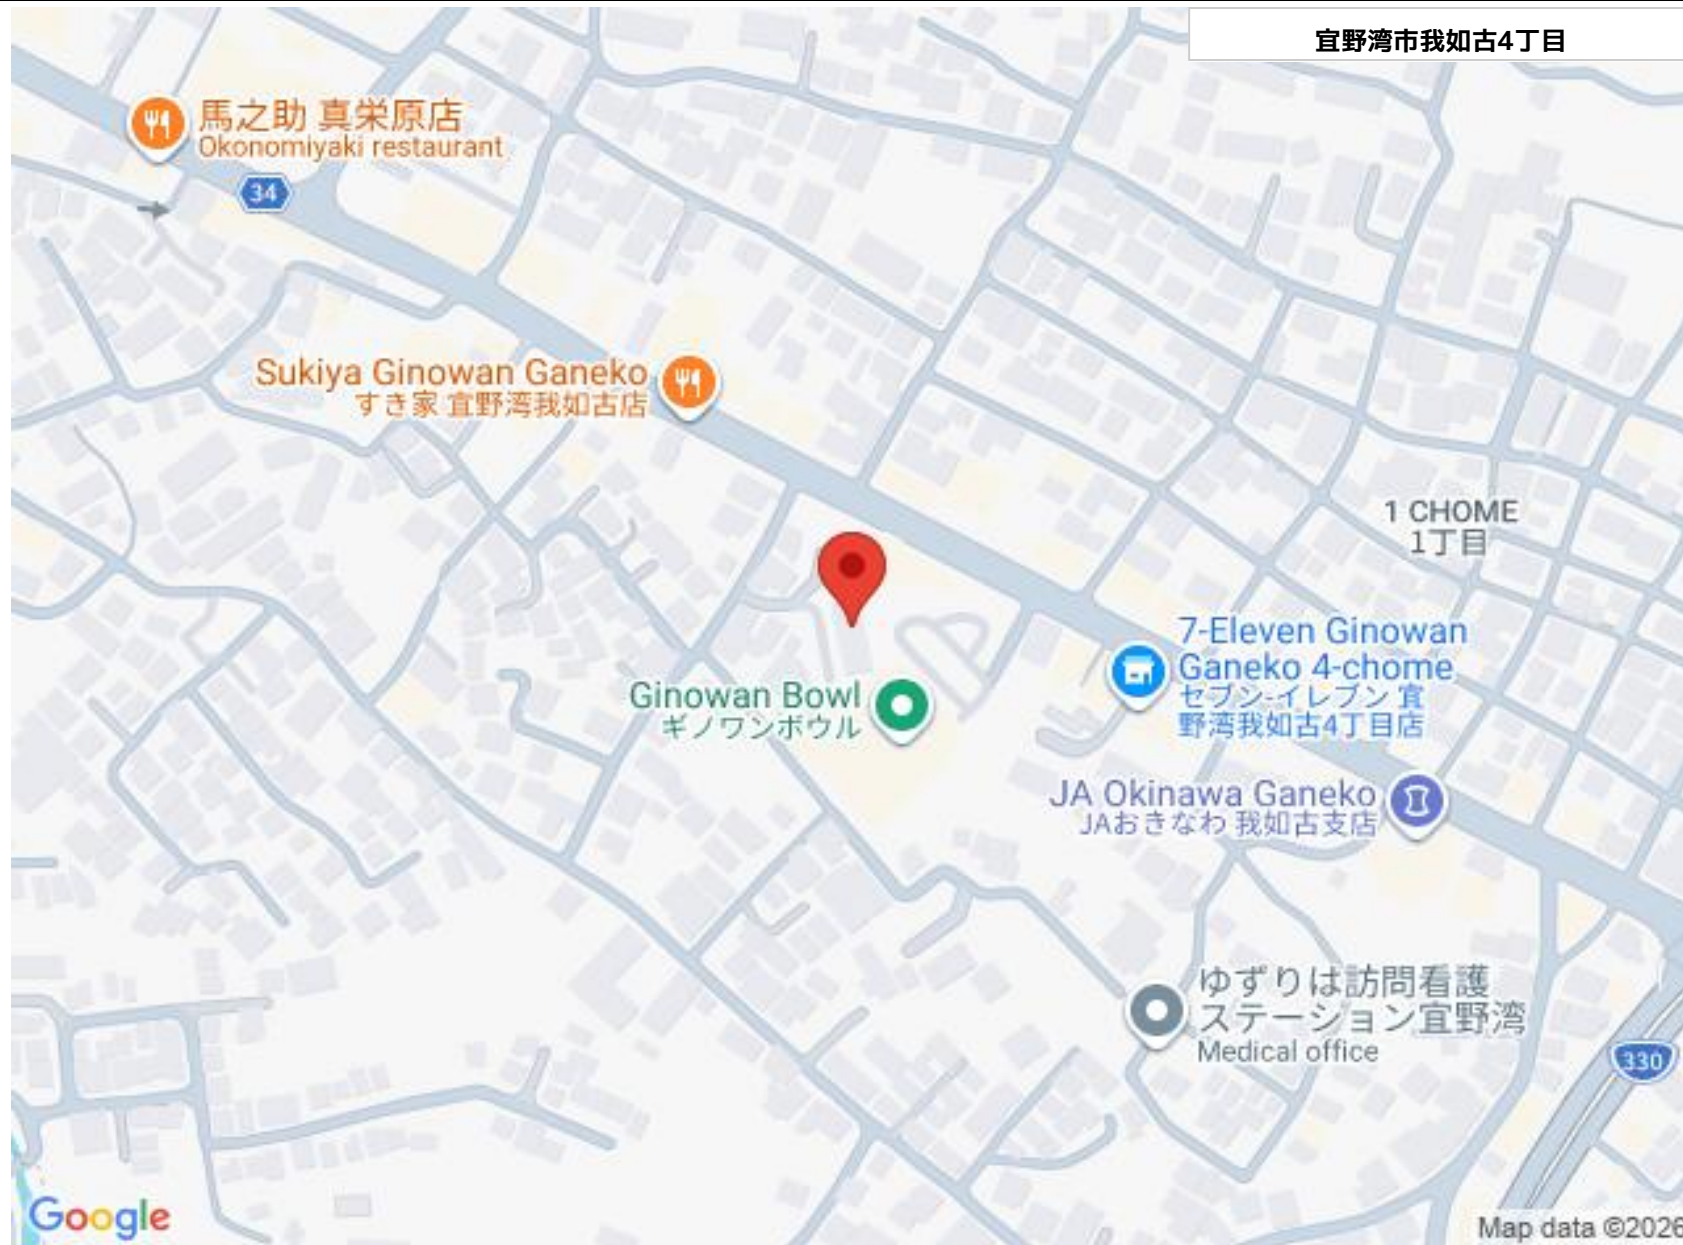 宜野湾市我如古4丁目
馬之助 真栄原店
Okonomiyaki restaurant
34
Sukiya Ginowan Ganeko
すき家 宜野湾我如古店
1 CHOME
1丁目
7-Eleven Ginowan
Ganeko 4-chome
セブン-イレブン 宜
野湾我如古4丁目店
Ginowan Bowl
ギノワンボウル
JA Okinawa Ganeko
JAおきなわ 我如古支店
ゆずりは訪問看護
ステーション宜野湾
Medical office
330
Google
Map data ©2026